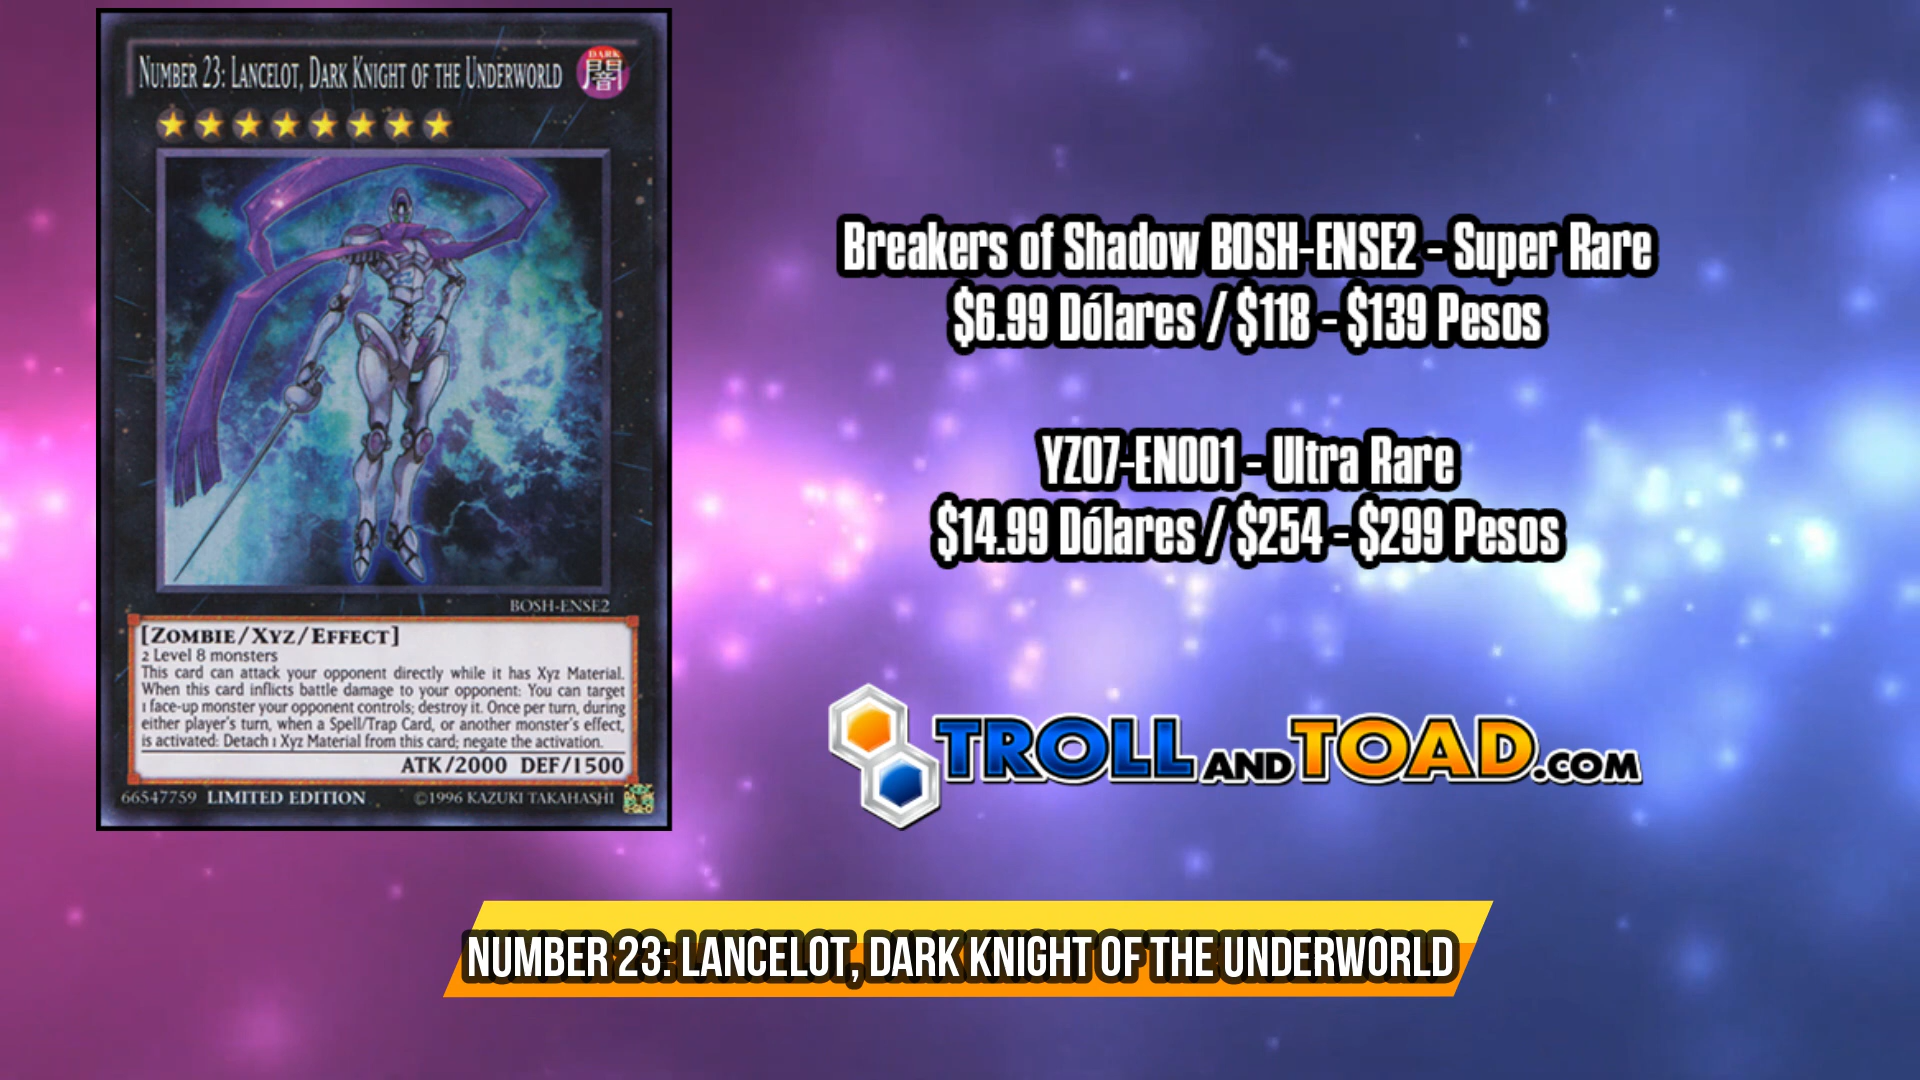 NUMBER 23: LANCELOT, DARK KNIGHT OF THE UNDERWORLD
DARK
闇
[ZOMBIE/XYZ/EFFECT]
2 Level 8 monsters
This card can attack your opponent directly while it has Xyz Material.
When this card inflicts battle damage to your opponent: You can target
1 face-up monster your opponent controls; destroy it. Once per turn, during
either player's turn, when a Spell/Trap Card, or another monster's effect,
is activated: Detach 1 Xyz Material from this card; negate the activation.
ATK/2000 DEF/1500
BOSH-ENSE2
66547759 LIMITED EDITION ©1996 KAZUKI TAKAHASHI
Breakers of Shadow BOSH-ENSE2 - Super Rare
$6.99 Dólares / $118 - $139 Pesos
YZ07-EN001 - Ultra Rare
$14.99 Dólares / $254 - $299 Pesos
TROLLANDTOAD.COM
NUMBER 23: LANCELOT, DARK KNIGHT OF THE UNDERWORLD